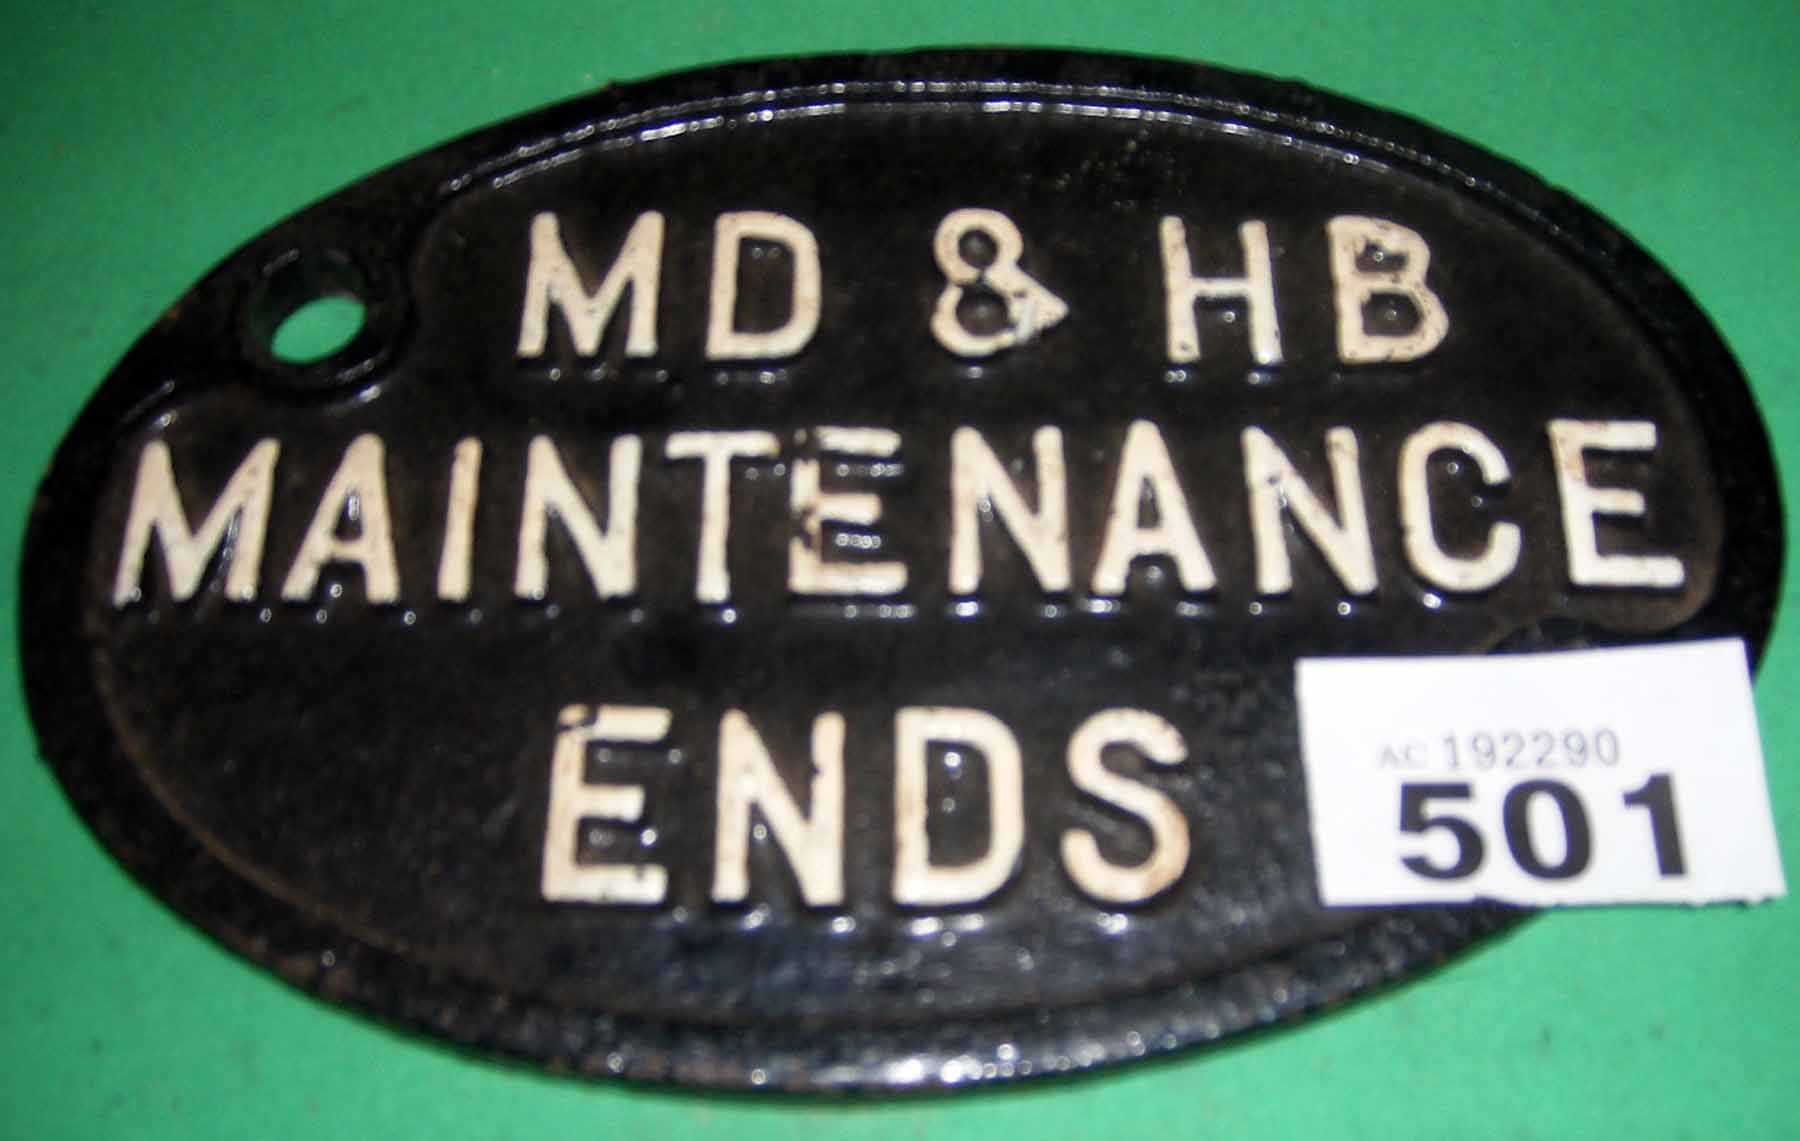 MD & HB
MAINTENANCE
ENDS
AC 192290
501